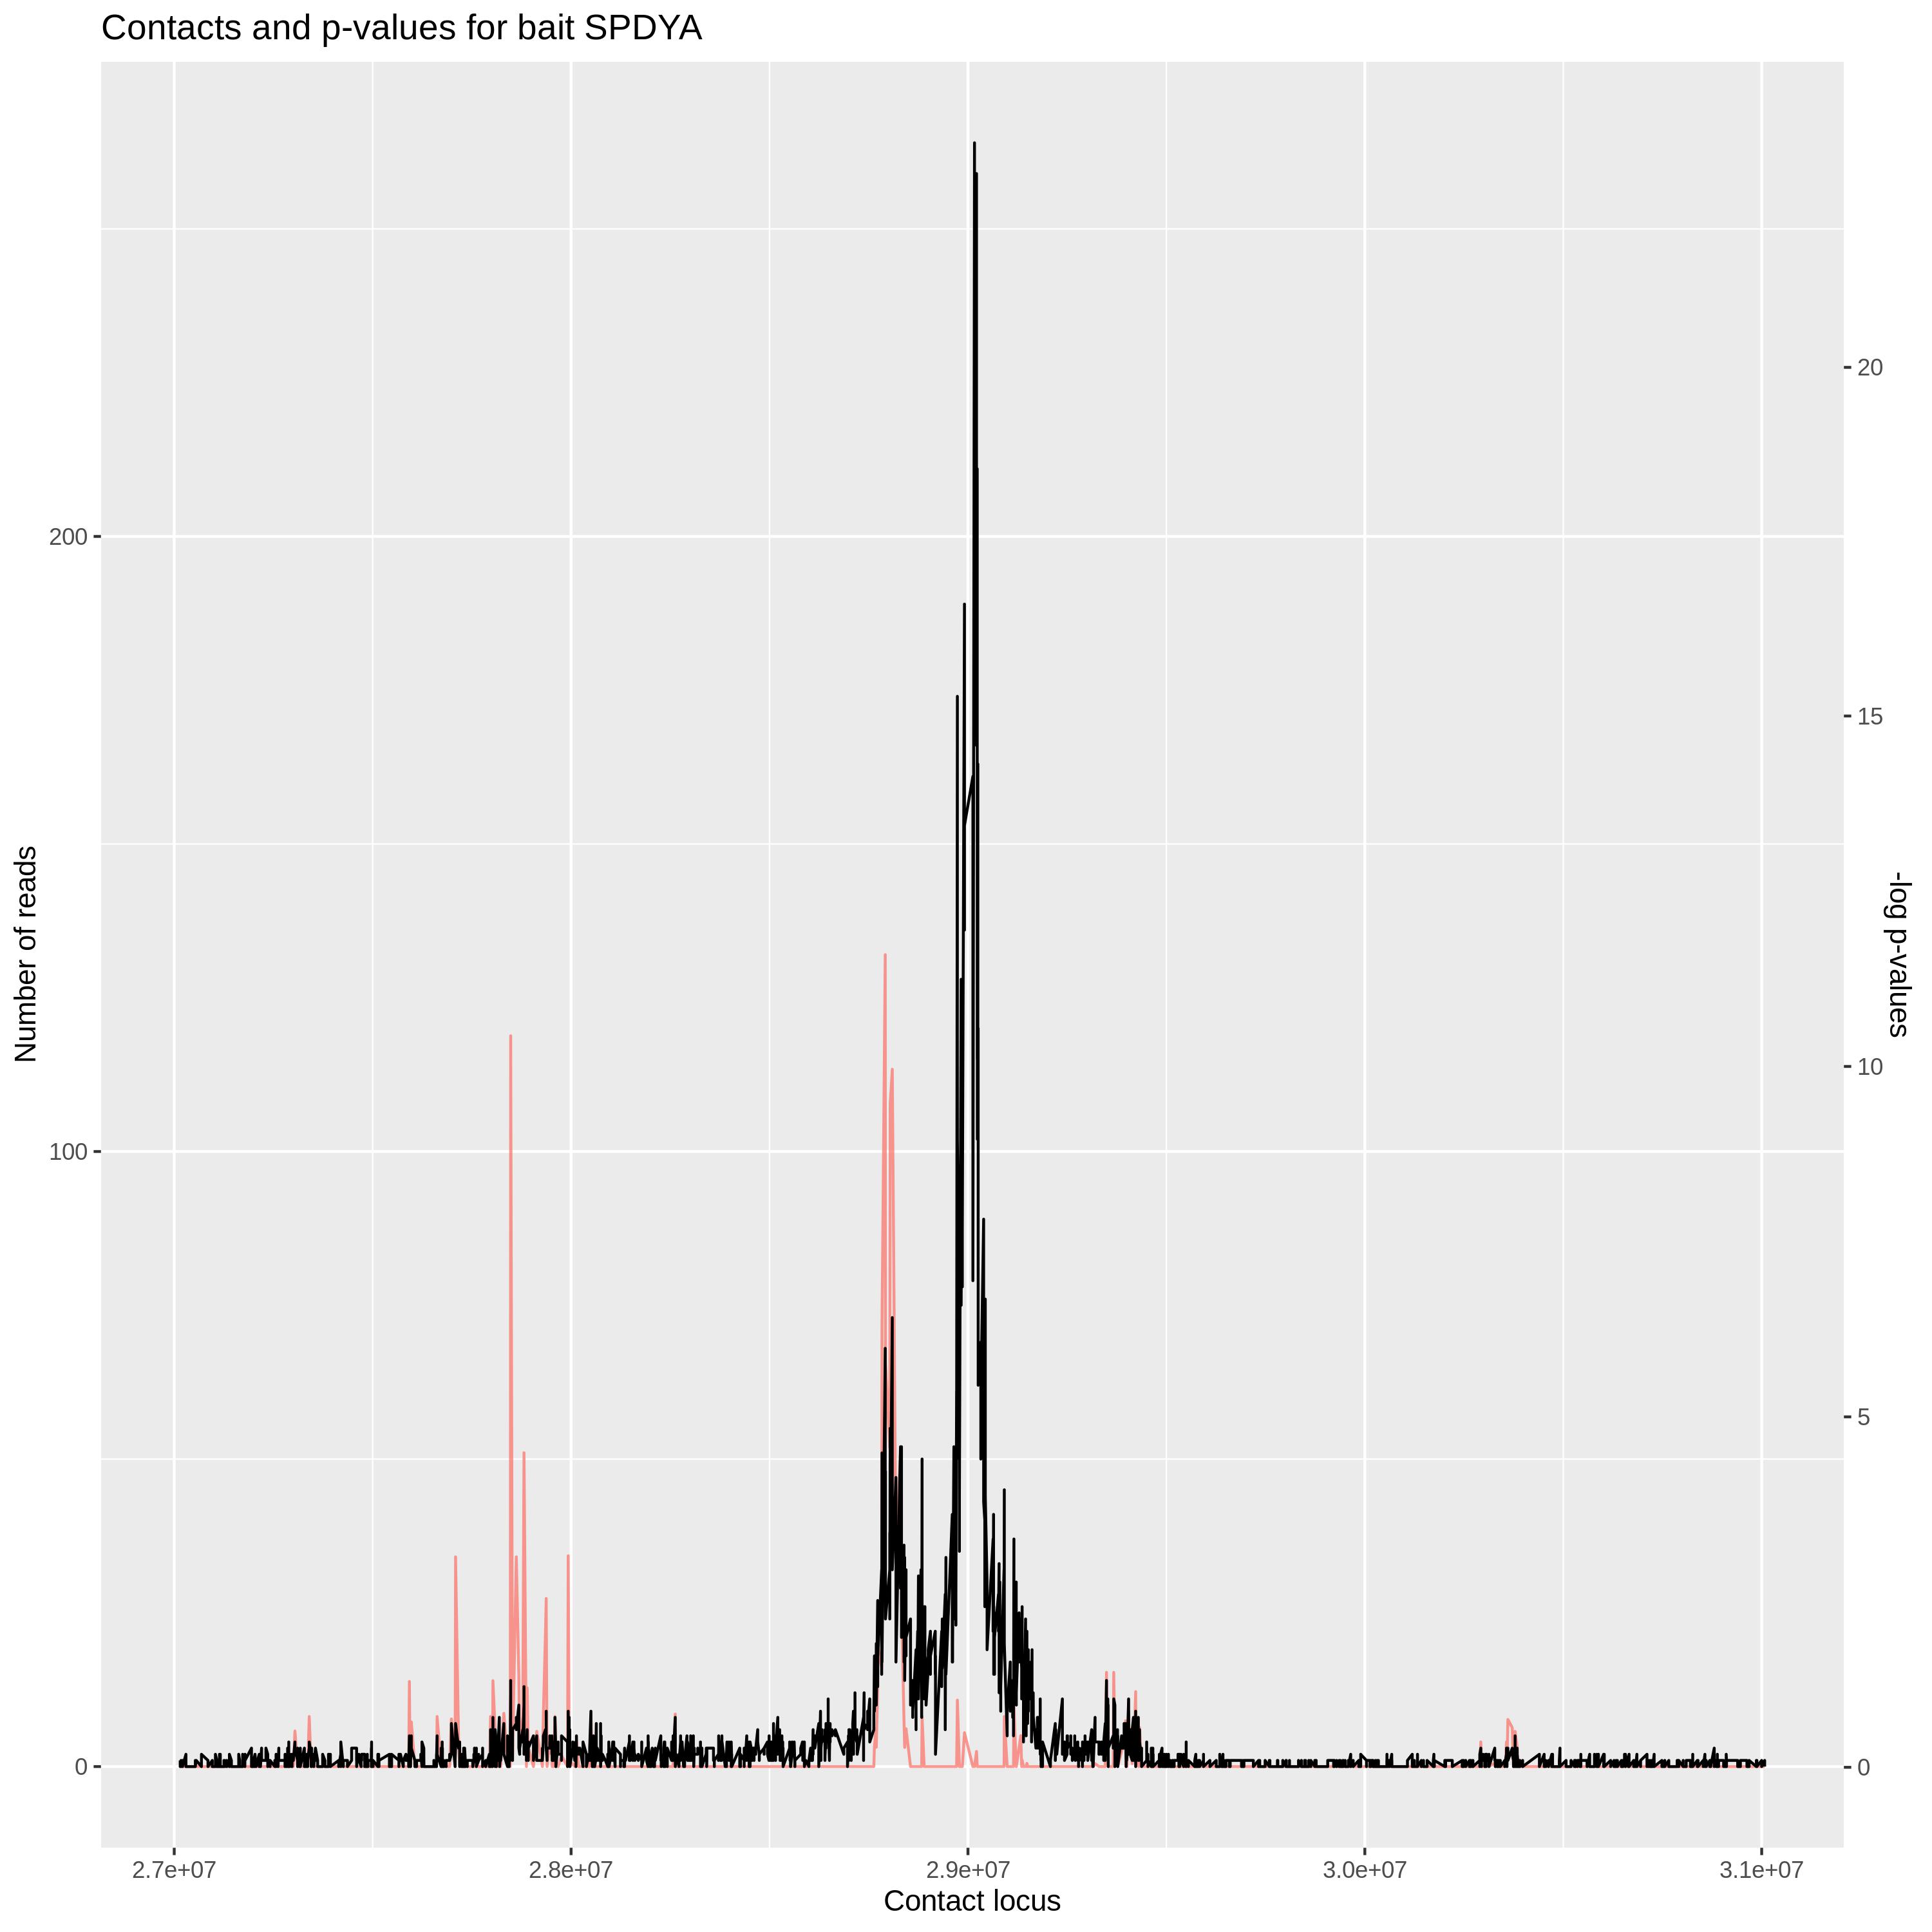 Contacts and p-values for bait SPDYA
Number of reads
200
100
0
20
15
10
5
0
-log p-values
2.7e+07 2.8e+07 2.9e+07 3.0e+07 3.1e+07
Contact locus